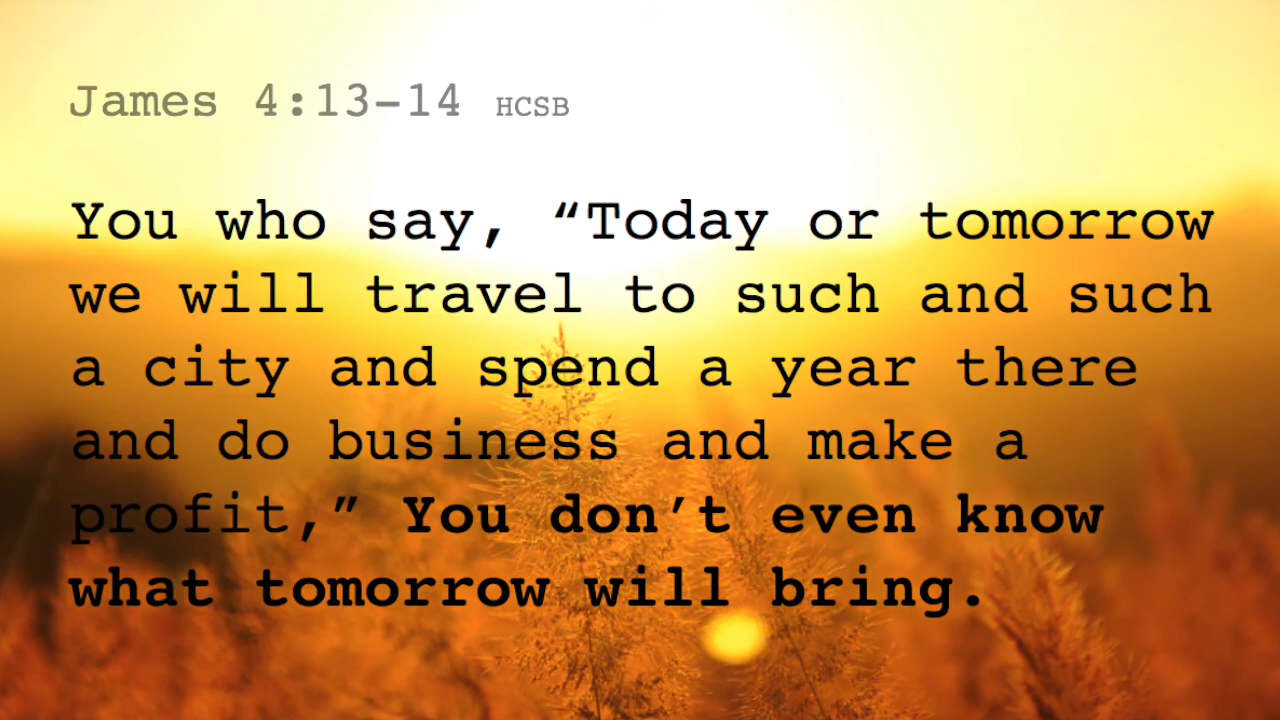 James 4:13-14 HCSB
You who say, “Today or tomorrow
we will travel to such and such
a city and spend a year there
and do business and make a
profit,” You don’t even know
what tomorrow will bring.